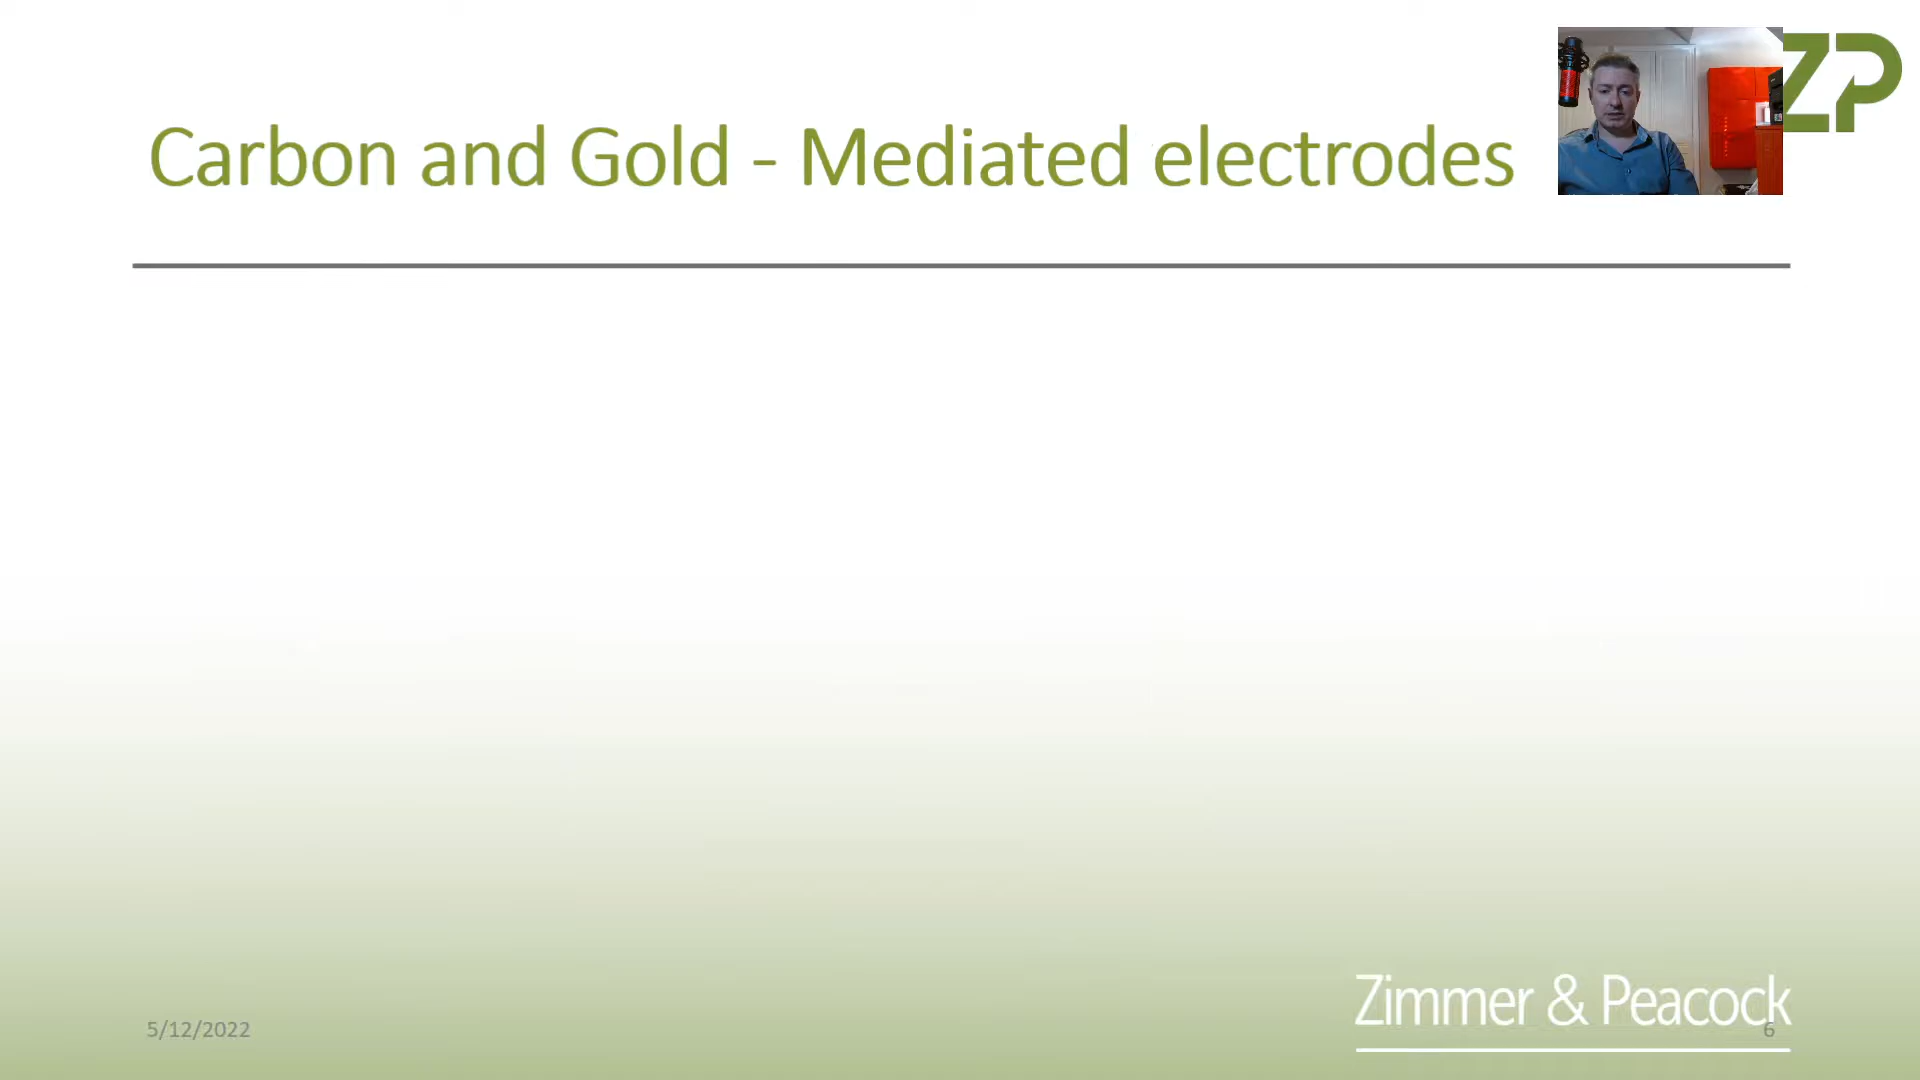 ZP
Carbon and Gold - Mediated electrodes
Zimmer & Peacock
5/12/2022
6